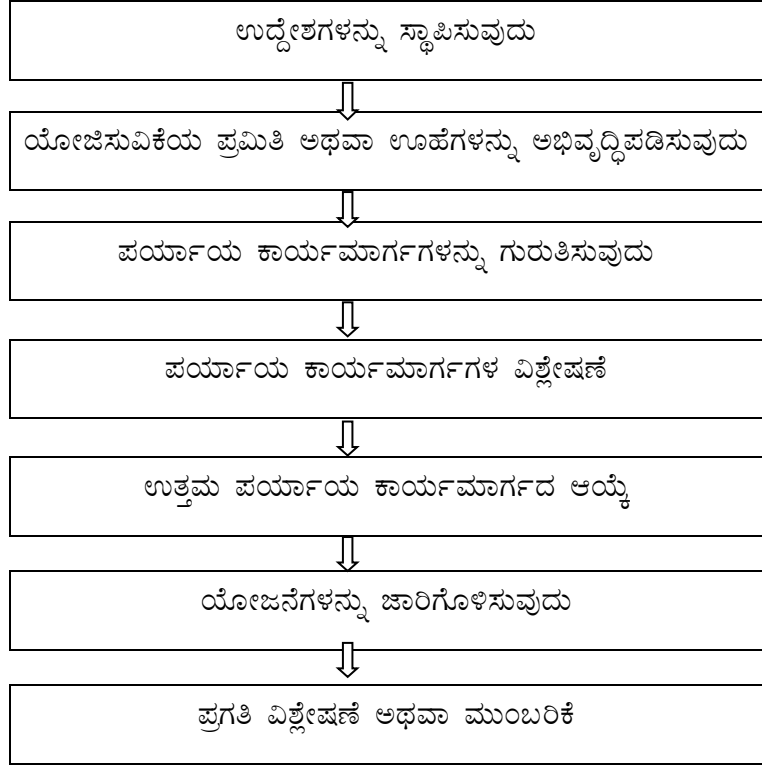 ಉದ್ದೇಶಗಳನ್ನು ಸ್ಥಾಪಿಸುವುದು
ಯೋಜಿಸುವಿಕೆಯ ಪ್ರಮಿತಿ ಅಥವಾ ಊಹೆಗಳನ್ನು ಅಭಿವೃದ್ಧಿಪಡಿಸುವುದು
ಪರ್ಯಾಯ ಕಾರ್ಯಮಾರ್ಗಗಳನ್ನು ಗುರುತಿಸುವುದು
ಪರ್ಯಾಯ ಕಾರ್ಯಮಾರ್ಗಗಳ ವಿಶ್ಲೇಷಣೆ
ಉತ್ತಮ ಪರ್ಯಾಯ ಕಾರ್ಯಮಾರ್ಗದ ಆಯ್ಕೆ
ಯೋಜನೆಗಳನ್ನು ಜಾರಿಗೊಳಿಸುವುದು
ಪ್ರಗತಿ ವಿಶ್ಲೇಷಣೆ ಅಥವಾ ಮುಂಬರಿಕೆ